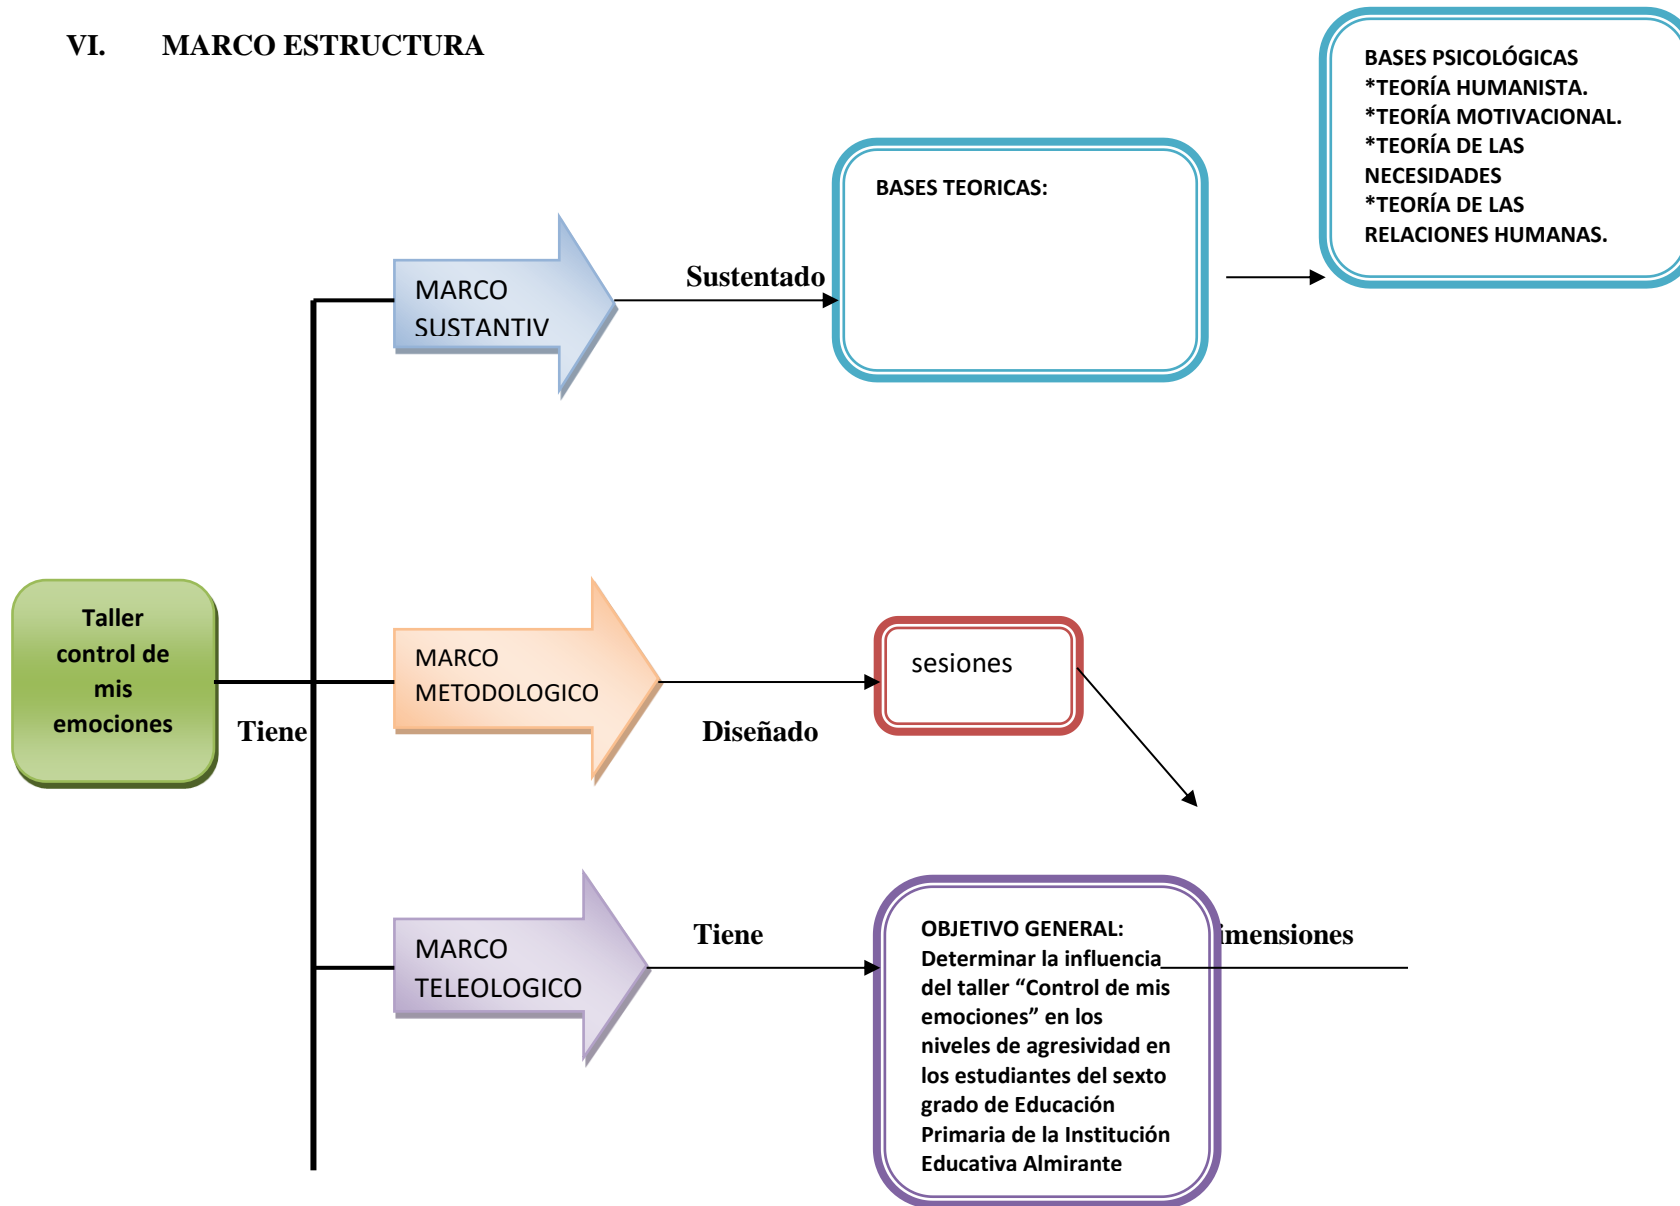 VI. MARCO ESTRUCTURA
BASES PSICOLÓGICAS
*TEORÍA HUMANISTA.
*TEORÍA MOTIVACIONAL.
*TEORÍA DE LAS
NECESIDADES
*TEORÍA DE LAS
RELACIONES HUMANAS.
BASES TEORICAS:
Sustentado
MARCO
SUSTANTIV
Taller
control de
mis
emociones
Tiene
MARCO
METODOLOGICO
Diseñado
sesiones
MARCO
TELEOLOGICO
Tiene
OBJETIVO GENERAL:
Determinar la influencia
del taller “Control de mis
emociones” en los
niveles de agresividad en
los estudiantes del sexto
grado de Educación
Primaria de la Institución
Educativa Almirante
imensiones